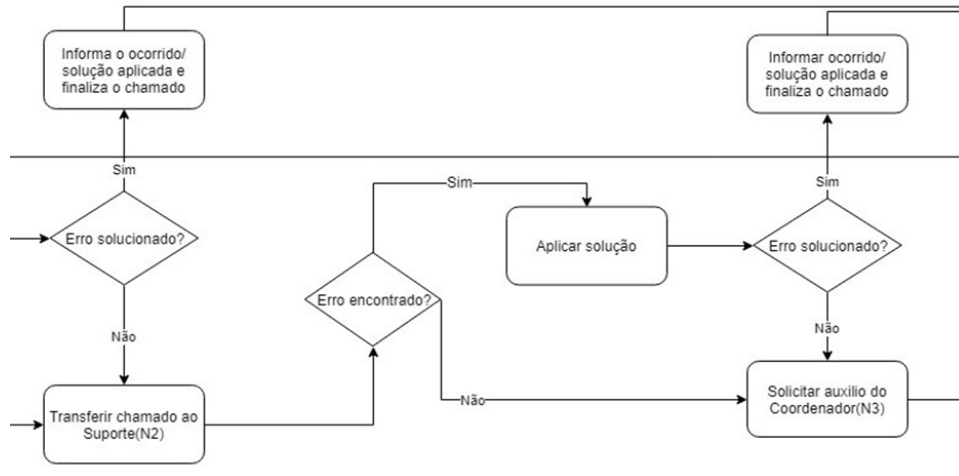 Informa o ocorrido/
solução aplicada e
finaliza o chamado
Informar ocorrido/
solução aplicada e
finaliza o chamado
Sim
Sim
Sim
Erro solucionado?
Aplicar solução
Erro solucionado?
Erro encontrado?
Não
Não
Não
Transferir chamado ao
Suporte(N2)
Solicitar auxilio do
Coordenador(N3)